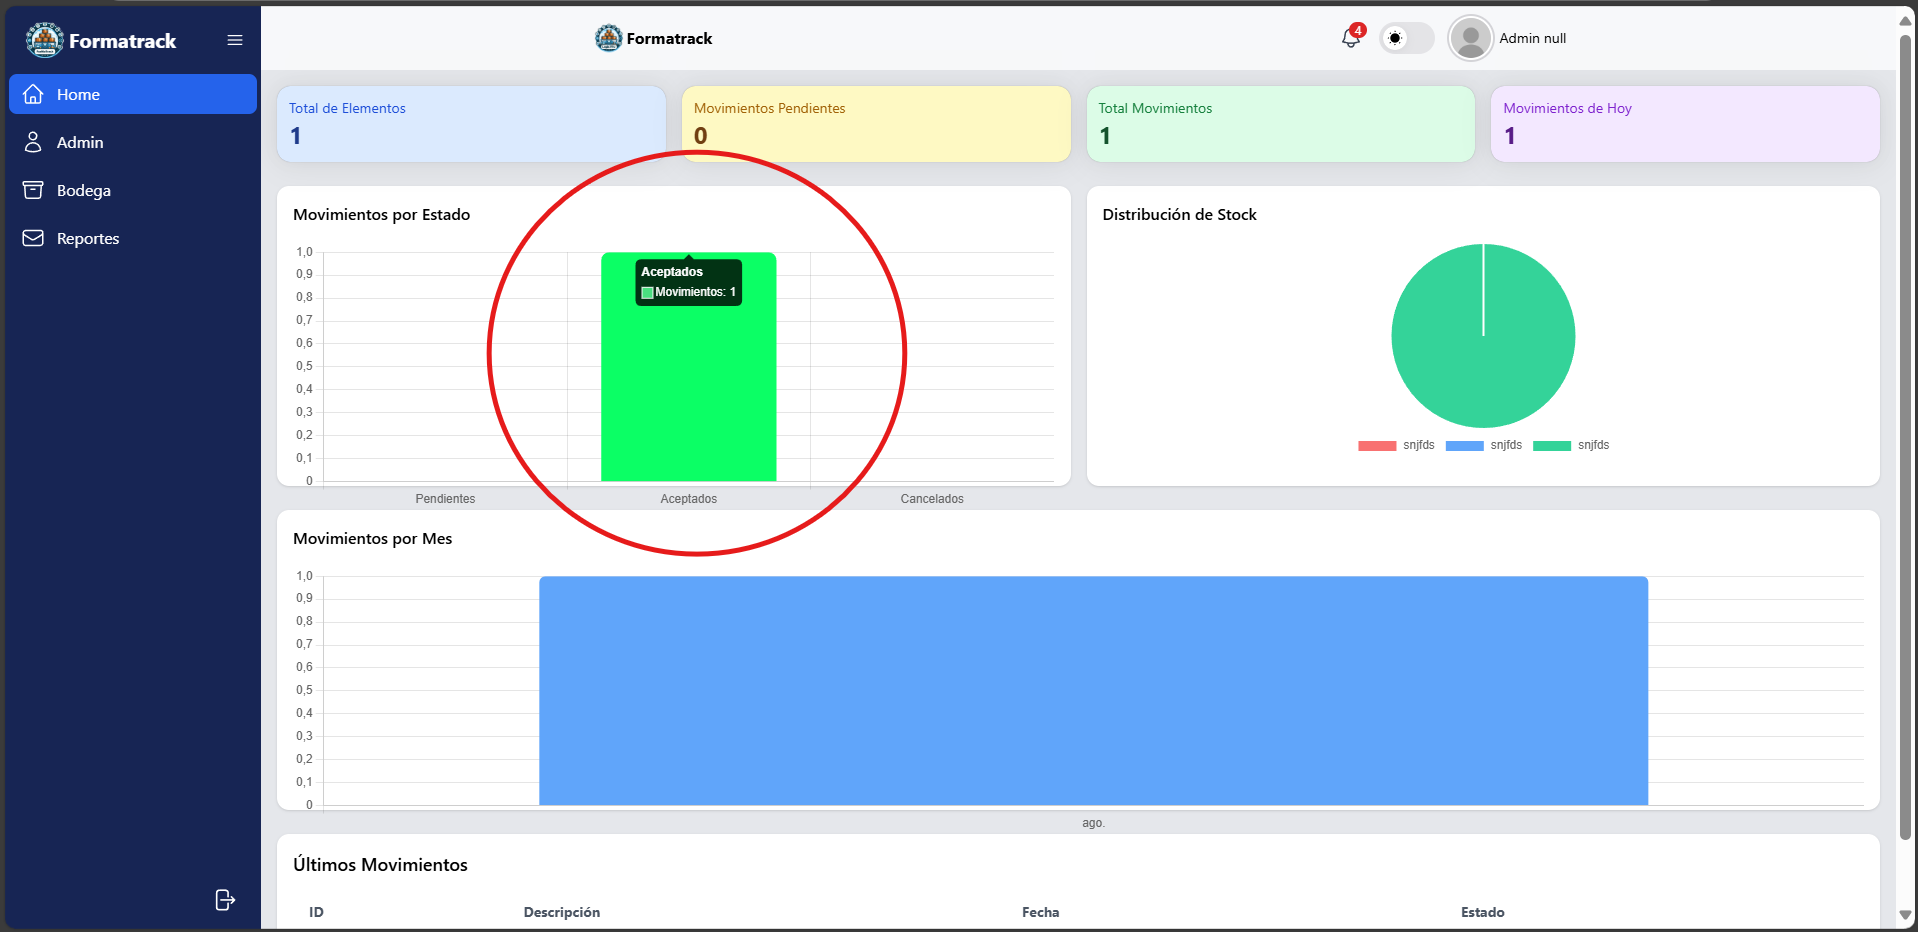 Formatrack
Home
Admin
Bodega
Reportes
Formatrack
4
Admin null
Total de Elementos
1
Movimientos Pendientes
0
Total Movimientos
1
Movimientos de Hoy
1
Movimientos por Estado
1,0
0,9
0,8
0,7
0,6
0,5
0,4
0,3
0,2
0,1
0
Aceptados
Movimientos: 1
Pendientes
Aceptados
Cancelados
Distribución de Stock
snjfds snjfds snjfds
Movimientos por Mes
1,0
0,9
0,8
0,7
0,6
0,5
0,4
0,3
0,2
0,1
0
ago.
Últimos Movimientos
ID Descripción Fecha Estado